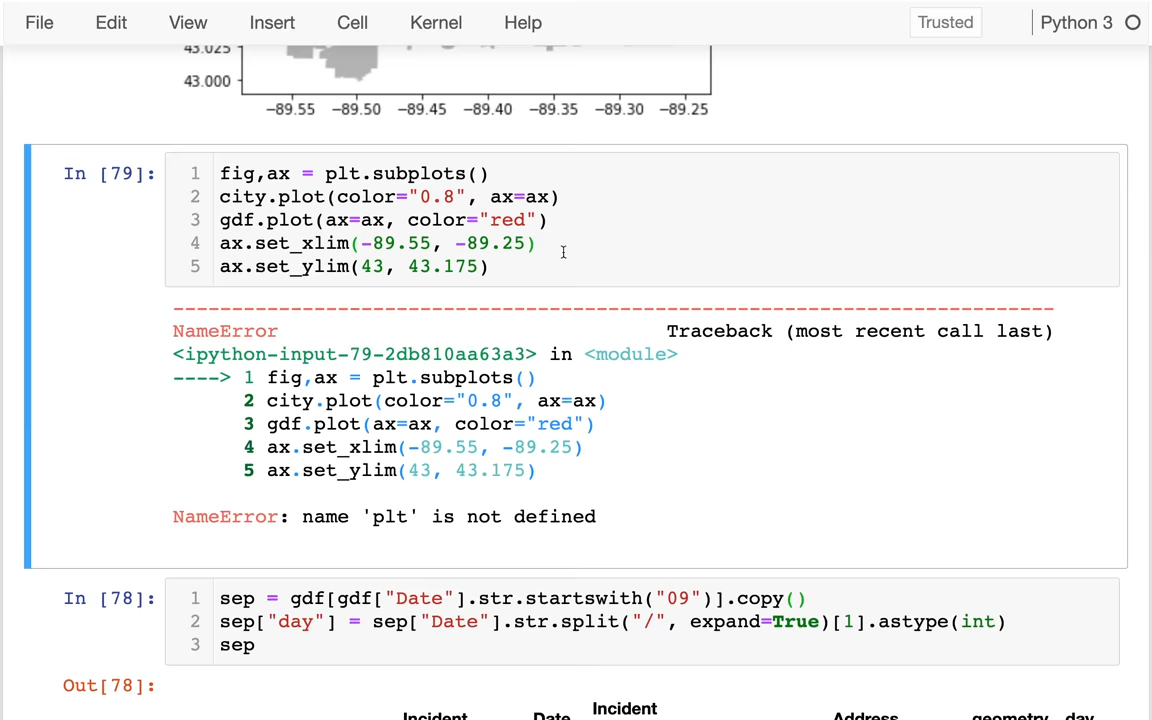 File Edit View Insert Cell Kernel Help Trusted Python 3
43.025
43.000
−89.55 −89.50 −89.45 −89.40 −89.35 −89.30 −89.25
In [79]:
1 fig,ax = plt.subplots()
2 city.plot(color="0.8", ax=ax)
3 gdf.plot(ax=ax, color="red")
4 ax.set_xlim(-89.55, -89.25)
5 ax.set_ylim(43, 43.175)
---------------------------------------------------------------------------
NameError Traceback (most recent call last)
<ipython-input-79-2db810aa63a3> in <module>
----> 1 fig,ax = plt.subplots()
2 city.plot(color="0.8", ax=ax)
3 gdf.plot(ax=ax, color="red")
4 ax.set_xlim(-89.55, -89.25)
5 ax.set_ylim(43, 43.175)
NameError: name 'plt' is not defined
In [78]:
1 sep = gdf[gdf["Date"].str.startswith("09")].copy()
2 sep["day"] = sep["Date"].str.split("/", expand=True)[1].astype(int)
3 sep
Out[78]:
Incident
Incident Date Address geometry day